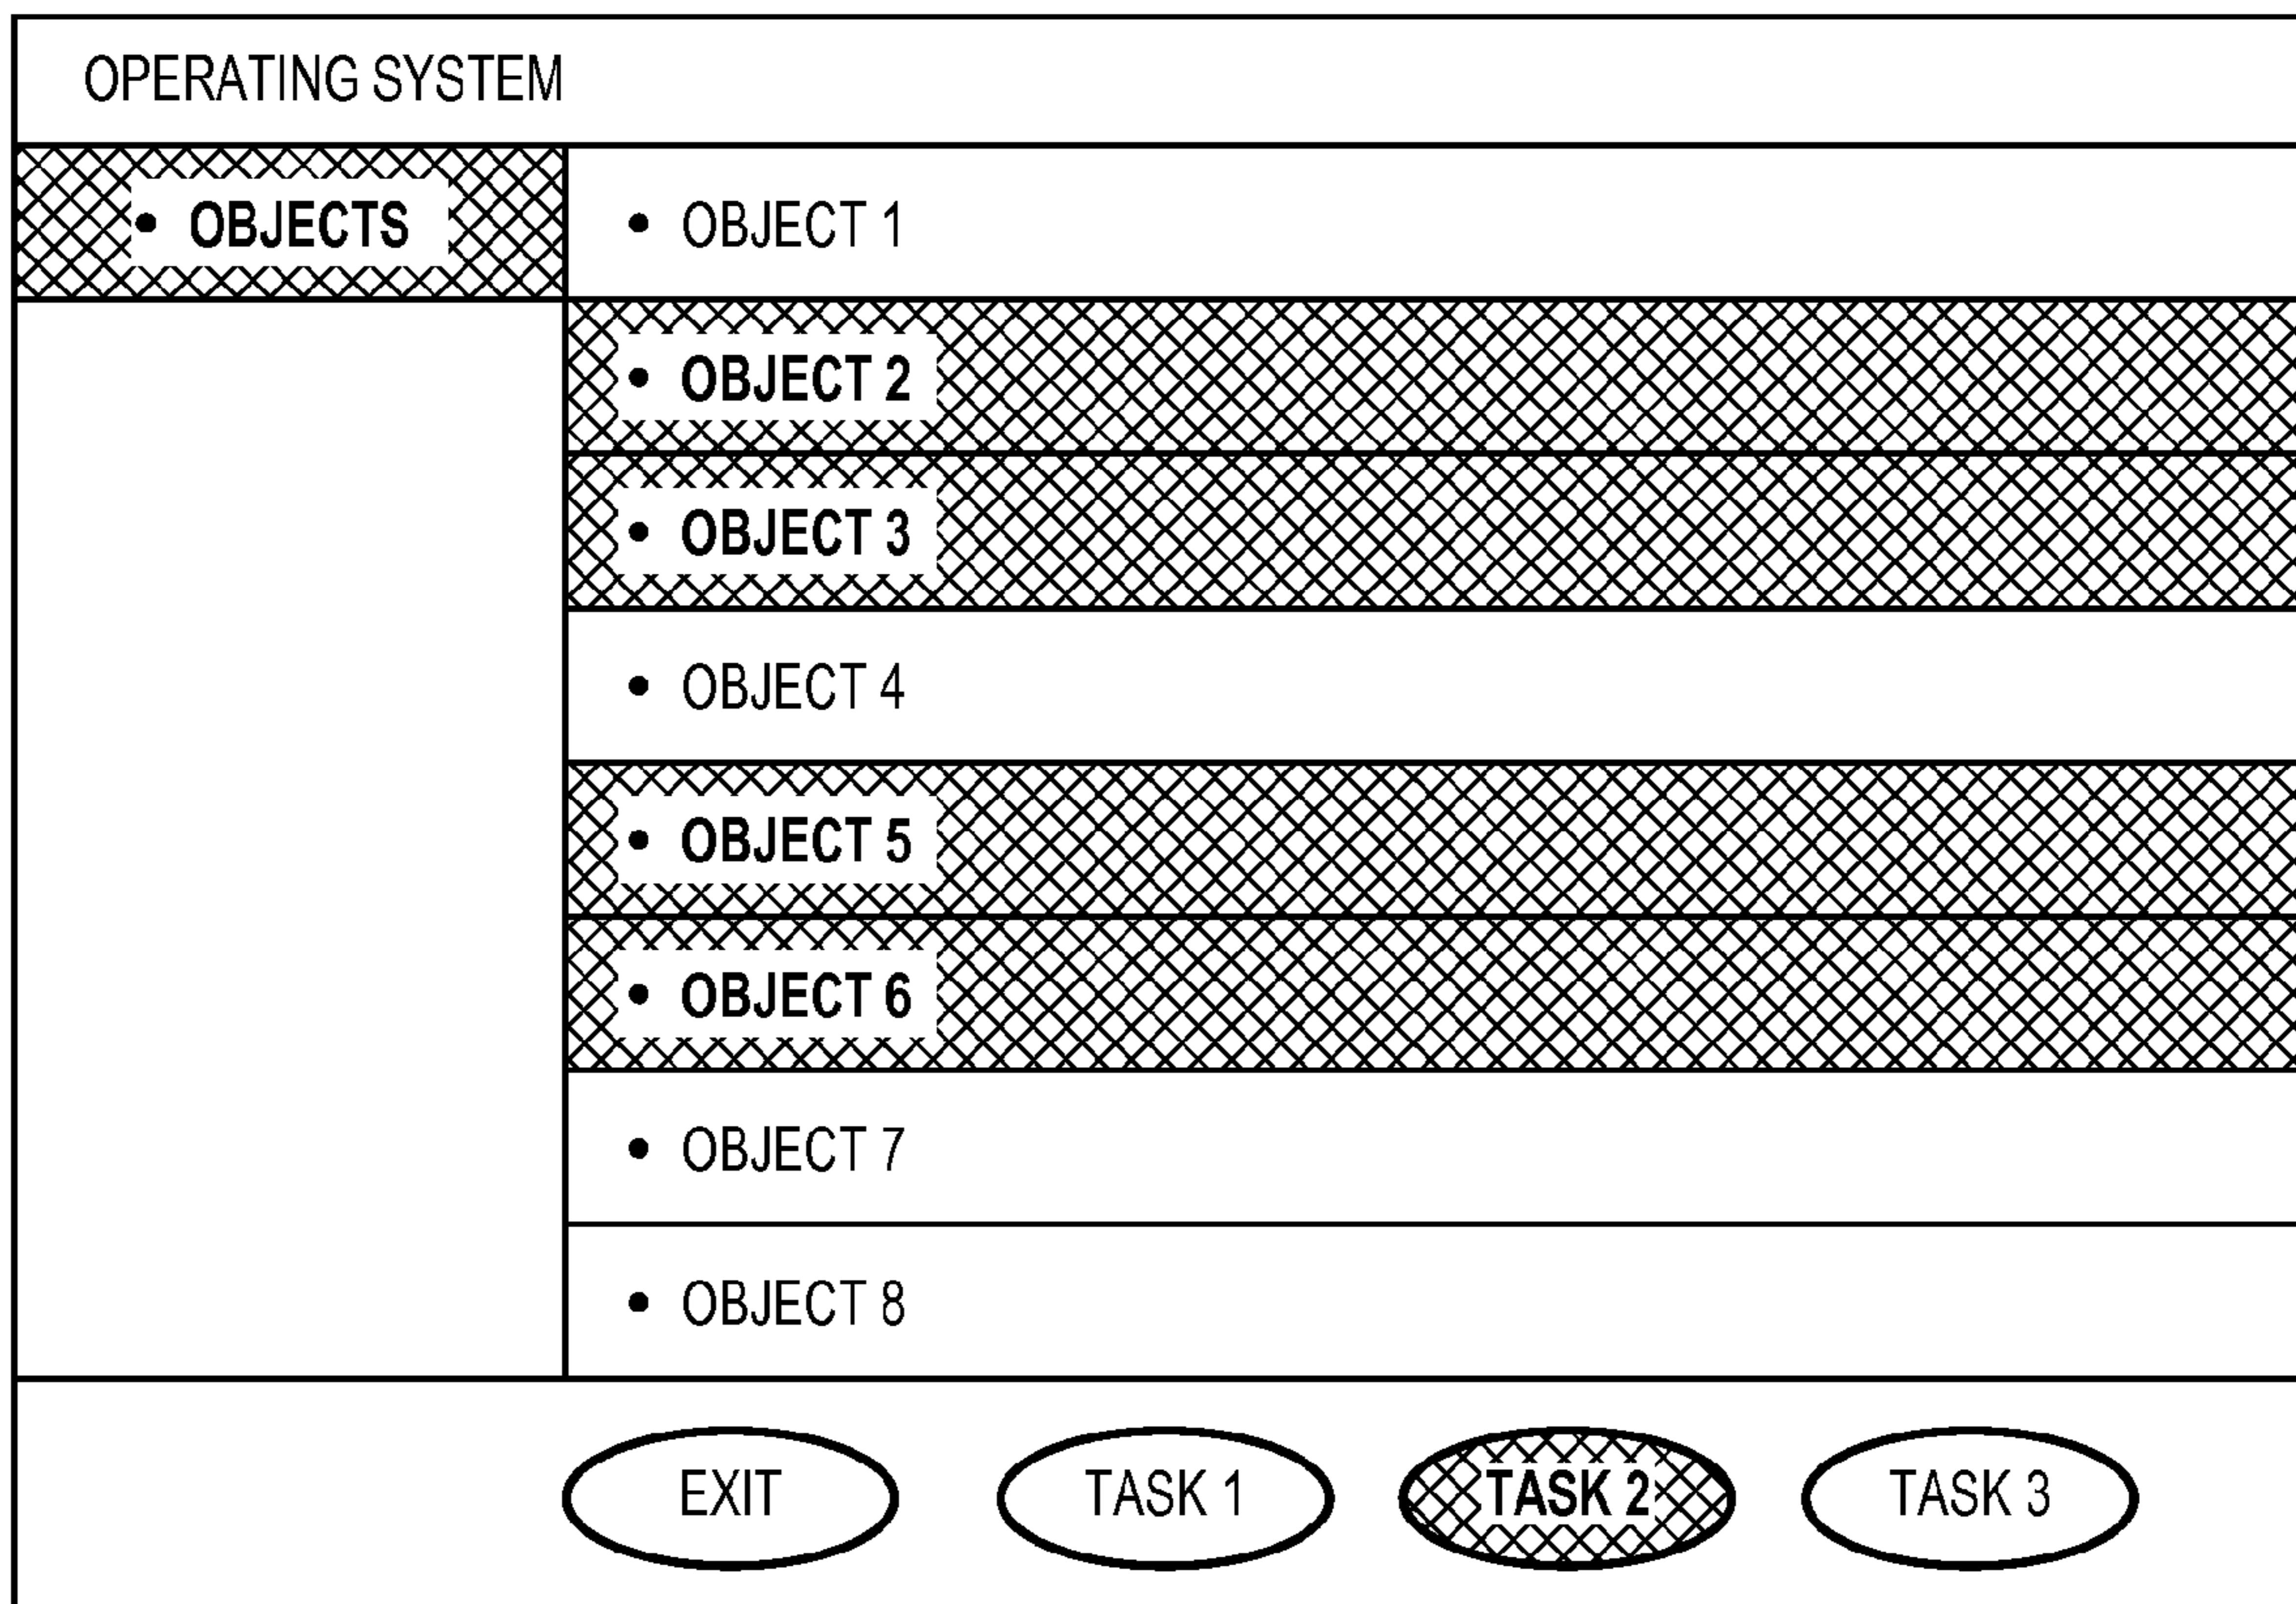 OPERATING SYSTEM
• OBJECTS
• OBJECT 1
• OBJECT 2
• OBJECT 3
• OBJECT 4
• OBJECT 5
• OBJECT 6
• OBJECT 7
• OBJECT 8
EXIT
TASK 1
TASK 2
TASK 3